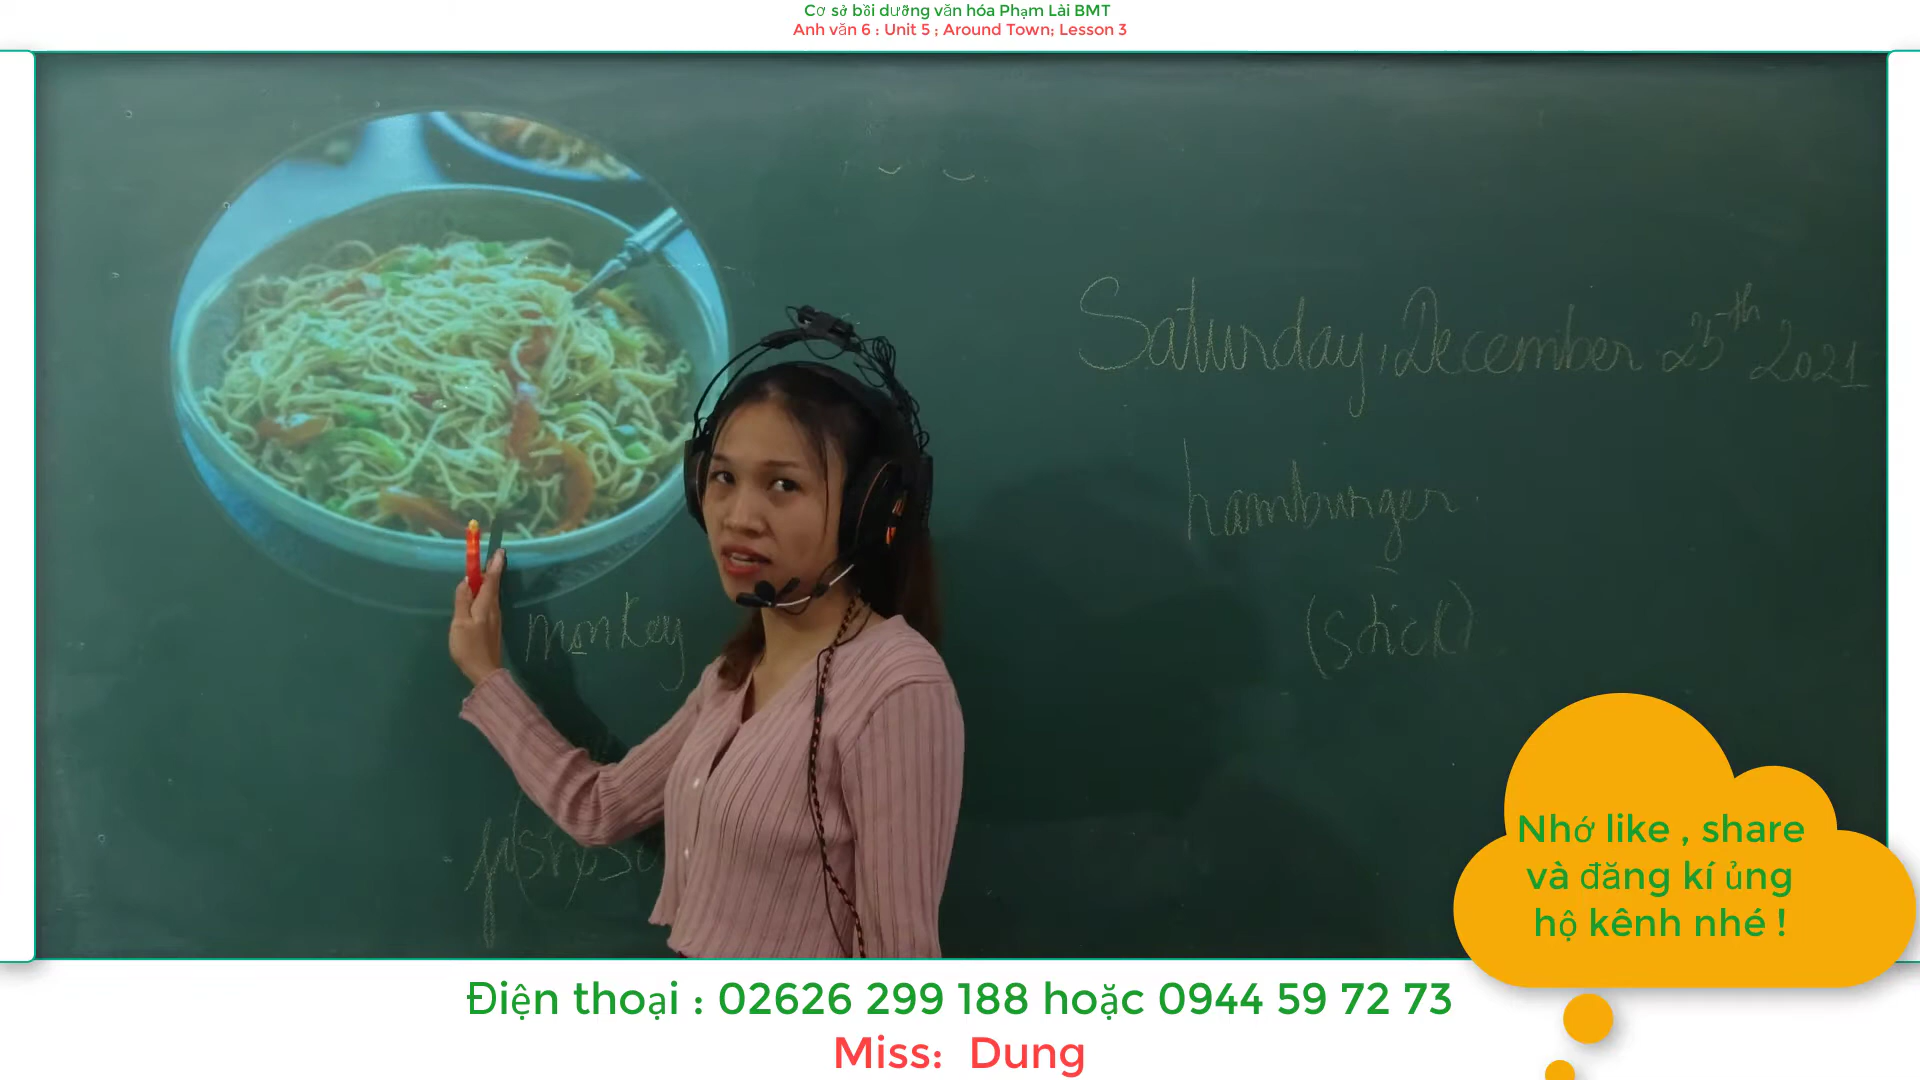 Cơ sở bồi dưỡng văn hóa Phạm Lài BMT
Anh văn 6 : Unit 5 ; Around Town; Lesson 3
Saturday, December 25th 2021
hamburger
monkey
(stick)
Nhớ like , share
và đăng kí ủng
hộ kênh nhé !
Điện thoại : 02626 299 188 hoặc 0944 59 72 73
Miss: Dung